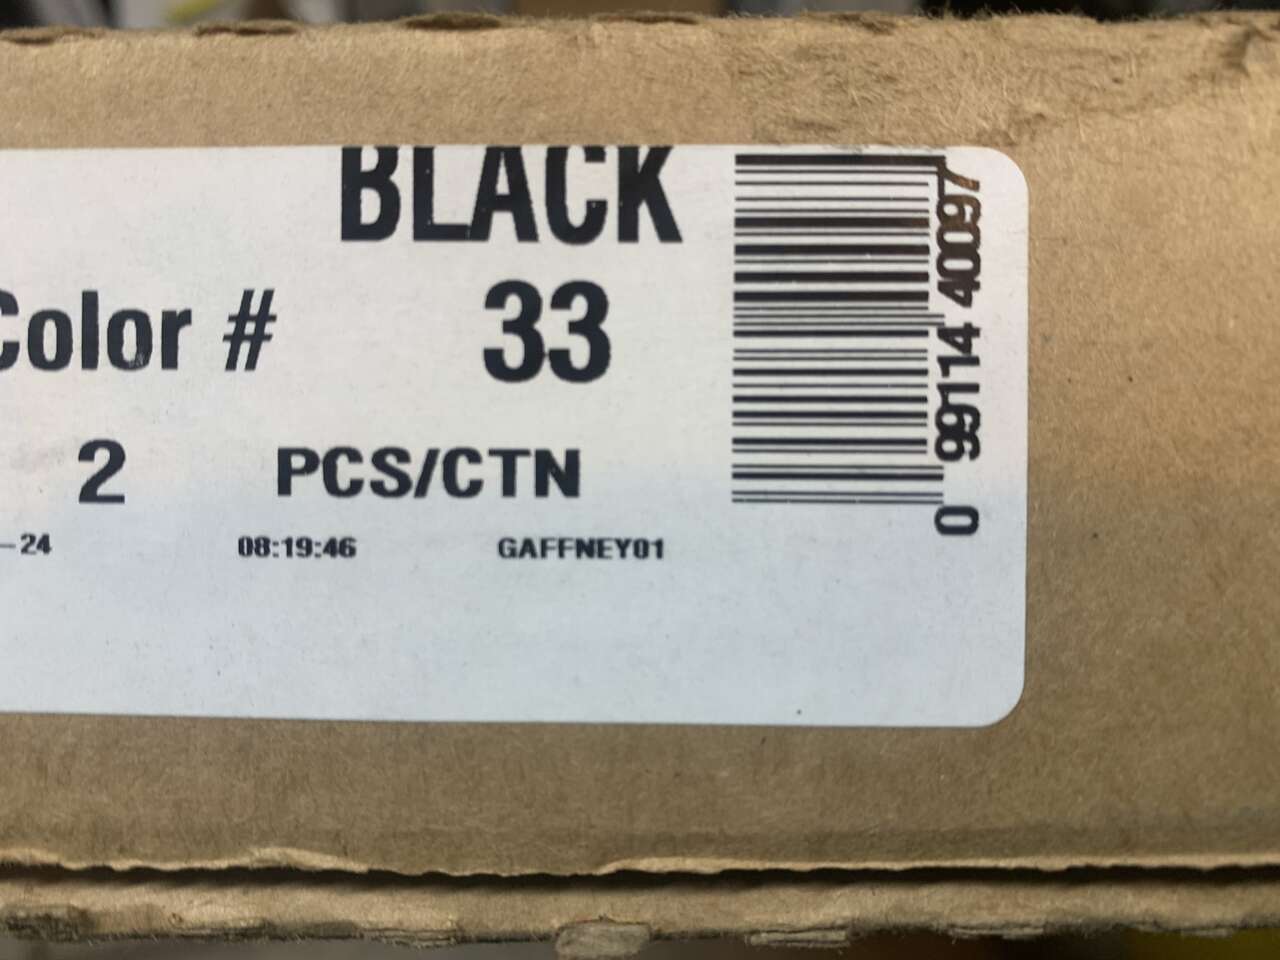 BLACK
Color # 33
2 PCS/CTN
-24 08:19:46 GAFFNEY01
0 99114 40097